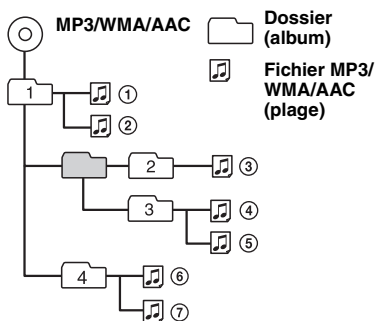 MP3/WMA/AAC
Dossier
(album)
Fichier MP3/
WMA/AAC
(plage)
1
①
②
2
③
3
④
⑤
4
⑥
⑦